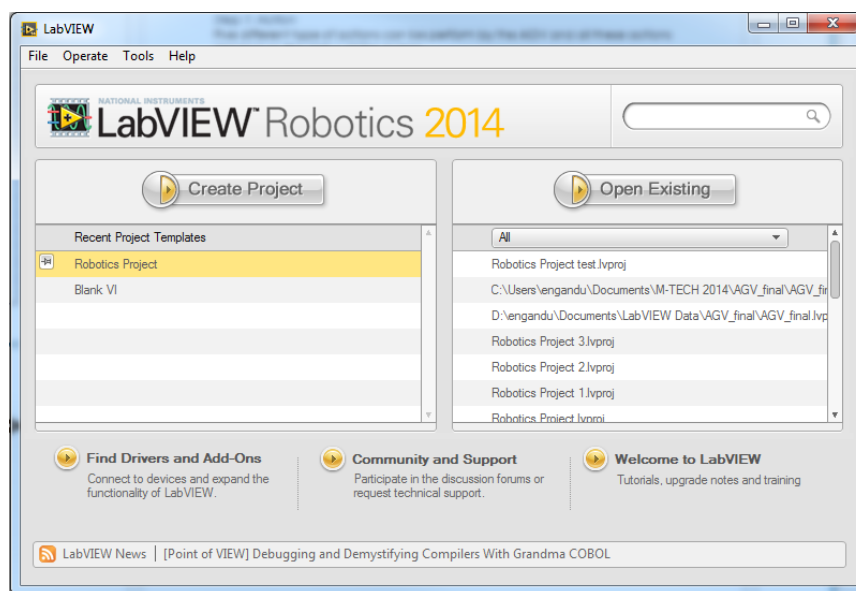 LabVIEW
File Operate Tools Help
NATIONAL INSTRUMENTS
LabVIEW™ Robotics 2014
Create Project
Recent Project Templates
Robotics Project
Blank VI
Open Existing
All
Robotics Project test.lvproj
C:\Users\engandu\Documents\M-TECH 2014\AGV_final\AGV_fir
D:\engandu\Documents\LabVIEW Data\AGV_final\AGV_final.lvp
Robotics Project 3.lvproj
Robotics Project 2.lvproj
Robotics Project 1.lvproj
Robotics Project.lvproj
Find Drivers and Add-Ons
Connect to devices and expand the
functionality of LabVIEW.
Community and Support
Participate in the discussion forums or
request technical support.
Welcome to LabVIEW
Tutorials, upgrade notes and training
LabVIEW News | [Point of VIEW] Debugging and Demystifying Compilers With Grandma COBOL